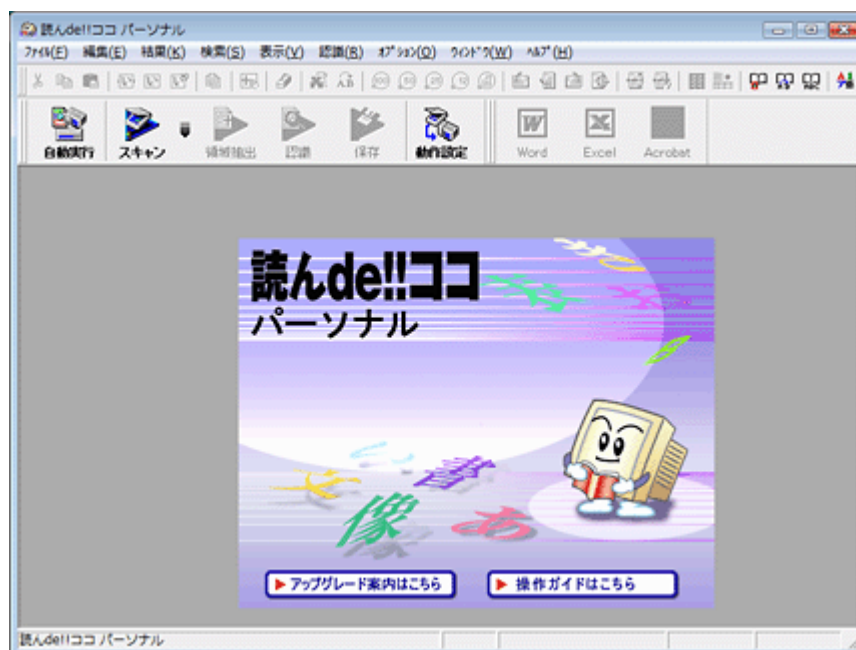 読んde!!ココ パーソナル
ﾌｧｲﾙ(F) 編集(E) 結果(K) 検索(S) 表示(V) 認識(R) ｵﾌﾟｼｮﾝ(O) ｳｨﾝﾄﾞｳ(W) ﾍﾙﾌﾟ(H)
自動実行 スキャン 領域抽出 認識 保存 動作設定 Word Excel Acrobat
読んde!!ココ
パーソナル
書
像
あ
アップグレード案内はこちら 操作ガイドはこちら
読んde!!ココ パーソナル